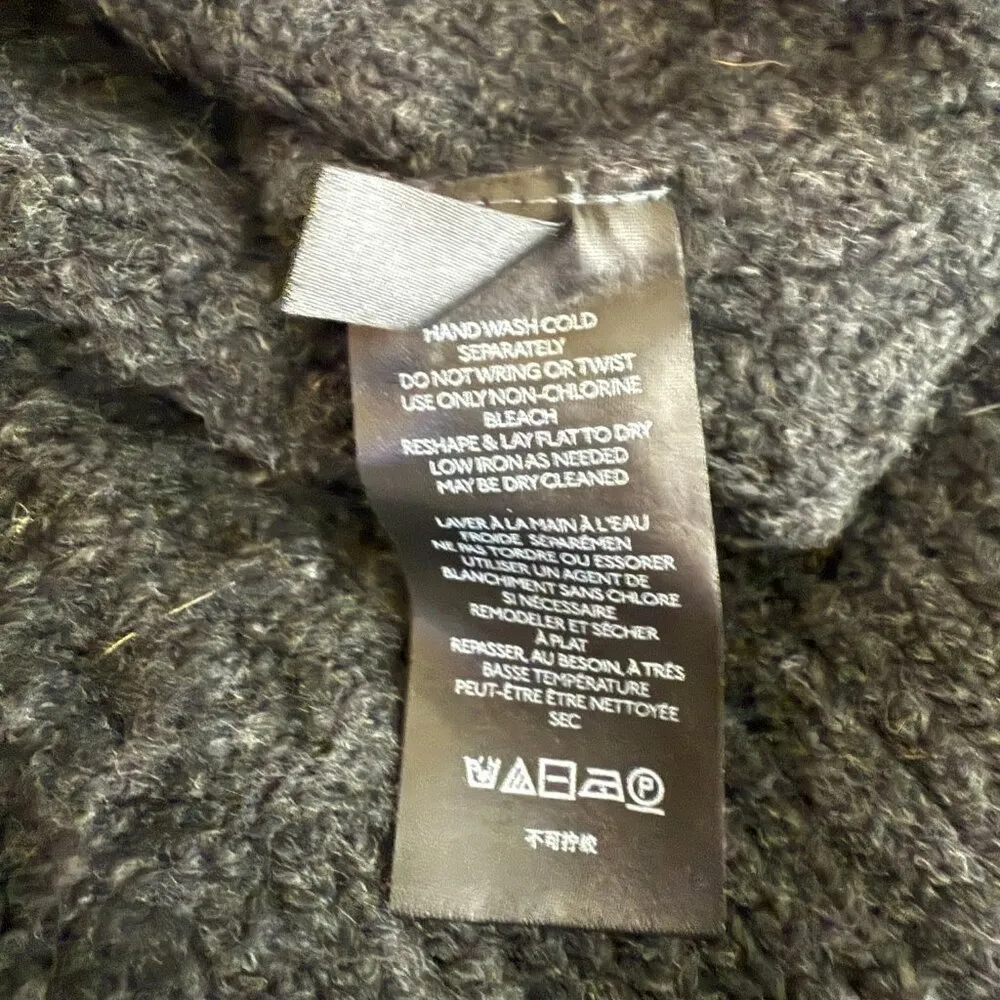 HAND WASH COLD
SEPARATELY
DO NOT WRING OR TWIST
USE ONLY NON-CHLORINE
BLEACH
RESHAPE & LAY FLAT TO DRY
LOW IRON AS NEEDED
MAY BE DRY CLEANED
LAVER À LA MAIN À L'EAU
FROIDE SÉPARÉMEN
NE PAS TORDRE OU ESSORER
UTILISER UN AGENT DE
BLANCHIMENT SANS CHLORE
SI NÉCESSAIRE
REMODELER ET SÉCHER
À PLAT
REPASSER, AU BESOIN, À TRÈS
BASSE TEMPÉRATURE
PEUT-ÊTRE ÊTRE NETTOYÉE
SEC
P
不可拧绞